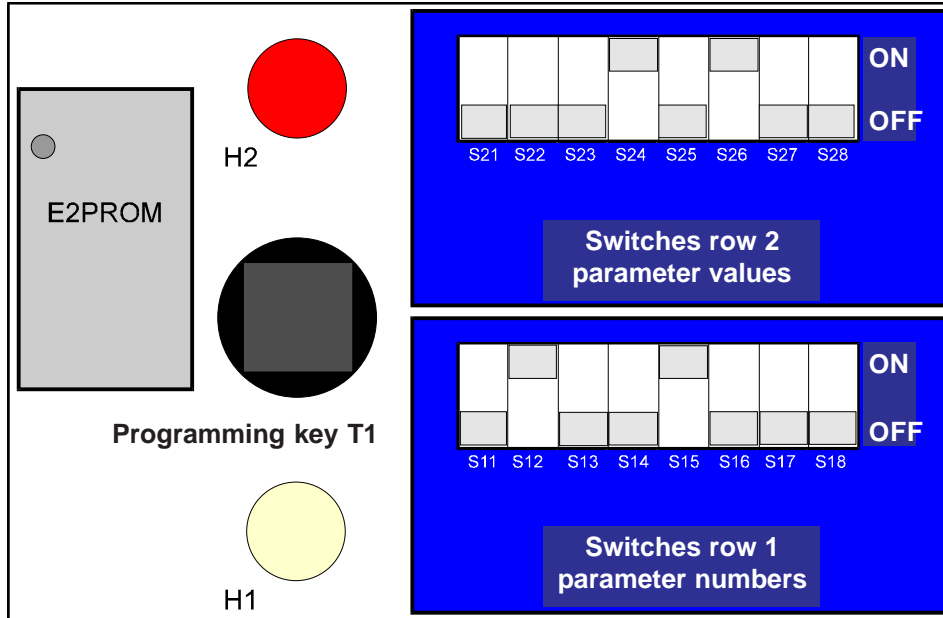 H2
E2PROM
Programming key T1
H1
ON
OFF
S21 S22 S23 S24 S25 S26 S27 S28
Switches row 2
parameter values
ON
OFF
S11 S12 S13 S14 S15 S16 S17 S18
Switches row 1
parameter numbers